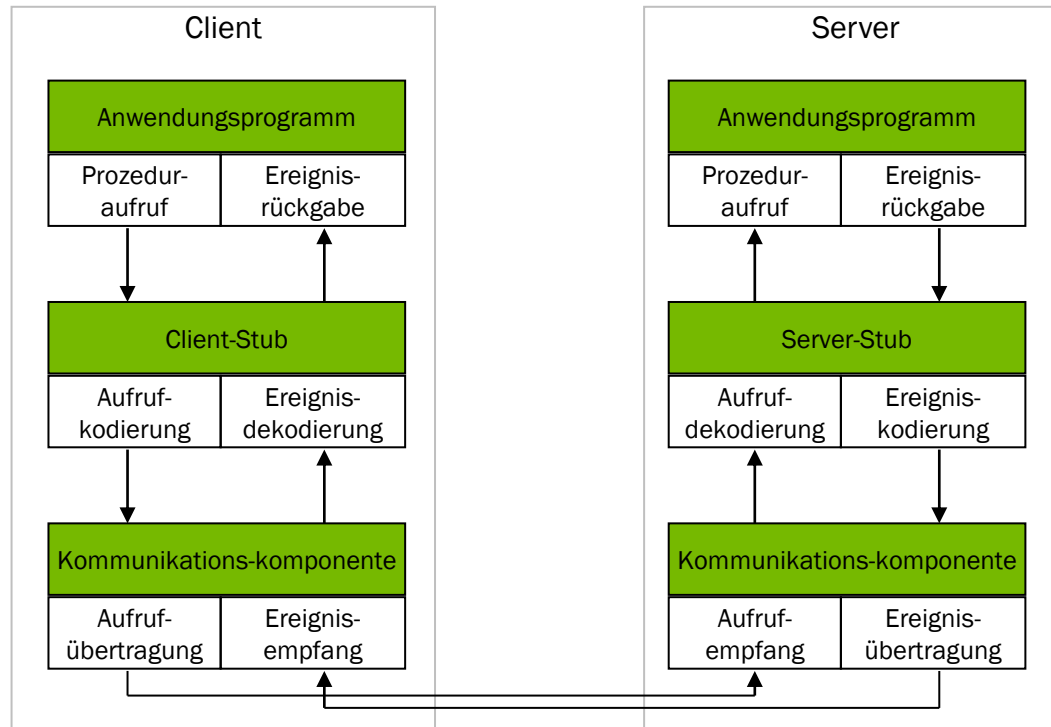 Client
Anwendungsprogramm
Prozedur-
aufruf
Ereignis-
rückgabe
Client-Stub
Aufruf-
kodierung
Ereignis-
dekodierung
Kommunikations-komponente
Aufruf-
übertragung
Ereignis-
empfang
Server
Anwendungsprogramm
Prozedur-
aufruf
Ereignis-
rückgabe
Server-Stub
Aufruf-
dekodierung
Ereignis-
kodierung
Kommunikations-komponente
Aufruf-
empfang
Ereignis-
übertragung